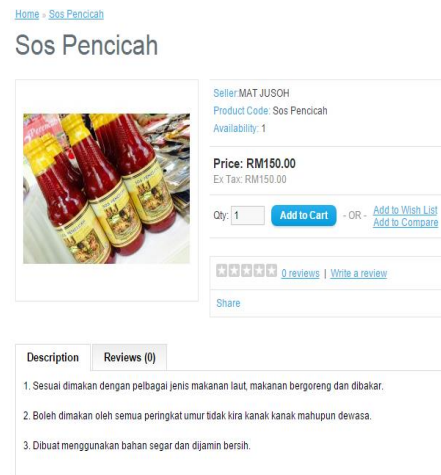 Home » Sos Pencicah
Sos Pencicah
Seller:MAT JUSOH
Product Code: Sos Pencicah
Availability: 1
Price: RM150.00
Ex Tax: RM150.00
Qty: 1 Add to Cart - OR - Add to Wish List
Add to Compare
0 reviews | Write a review
Share
Description Reviews (0)
1. Sesuai dimakan dengan pelbagai jenis makanan laut, makanan bergoreng dan dibakar.
2. Boleh dimakan oleh semua peringkat umur tidak kira kanak kanak mahupun dewasa.
3. Dibuat menggunakan bahan segar dan dijamin bersih.